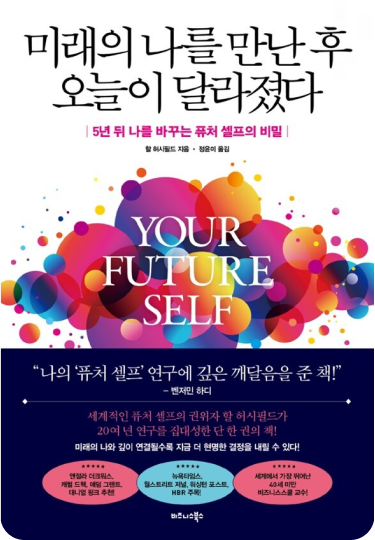 미래의 나를 만난 후
오늘이 달라졌다
| 5년 뒤 나를 바꾸는 퓨처 셀프의 비밀 |
할 허시필드 지음 • 정윤미 옮김
YOUR
FUTURE
SELF
“나의 ‘퓨처 셀프’ 연구에 깊은 깨달음을 준 책!”
– 벤저민 하디
세계적인 퓨처 셀프의 권위자 할 허시필드가
20여 년 연구를 집대성한 단 한 권의 책!
미래의 나와 깊이 연결될수록 지금 더 현명한 결정을 내릴 수 있다!
★★★★★
앤절라 더크워스,
캐럴 드웩, 애덤 그랜트,
대니얼 핑크 추천!
★★★★★
뉴욕타임스,
월스트리트 저널, 워싱턴 포스트,
HBR 주목!
★★★★★
세계에서 가장 뛰어난
40세 미만
비즈니스스쿨 교수!
비즈니스북스